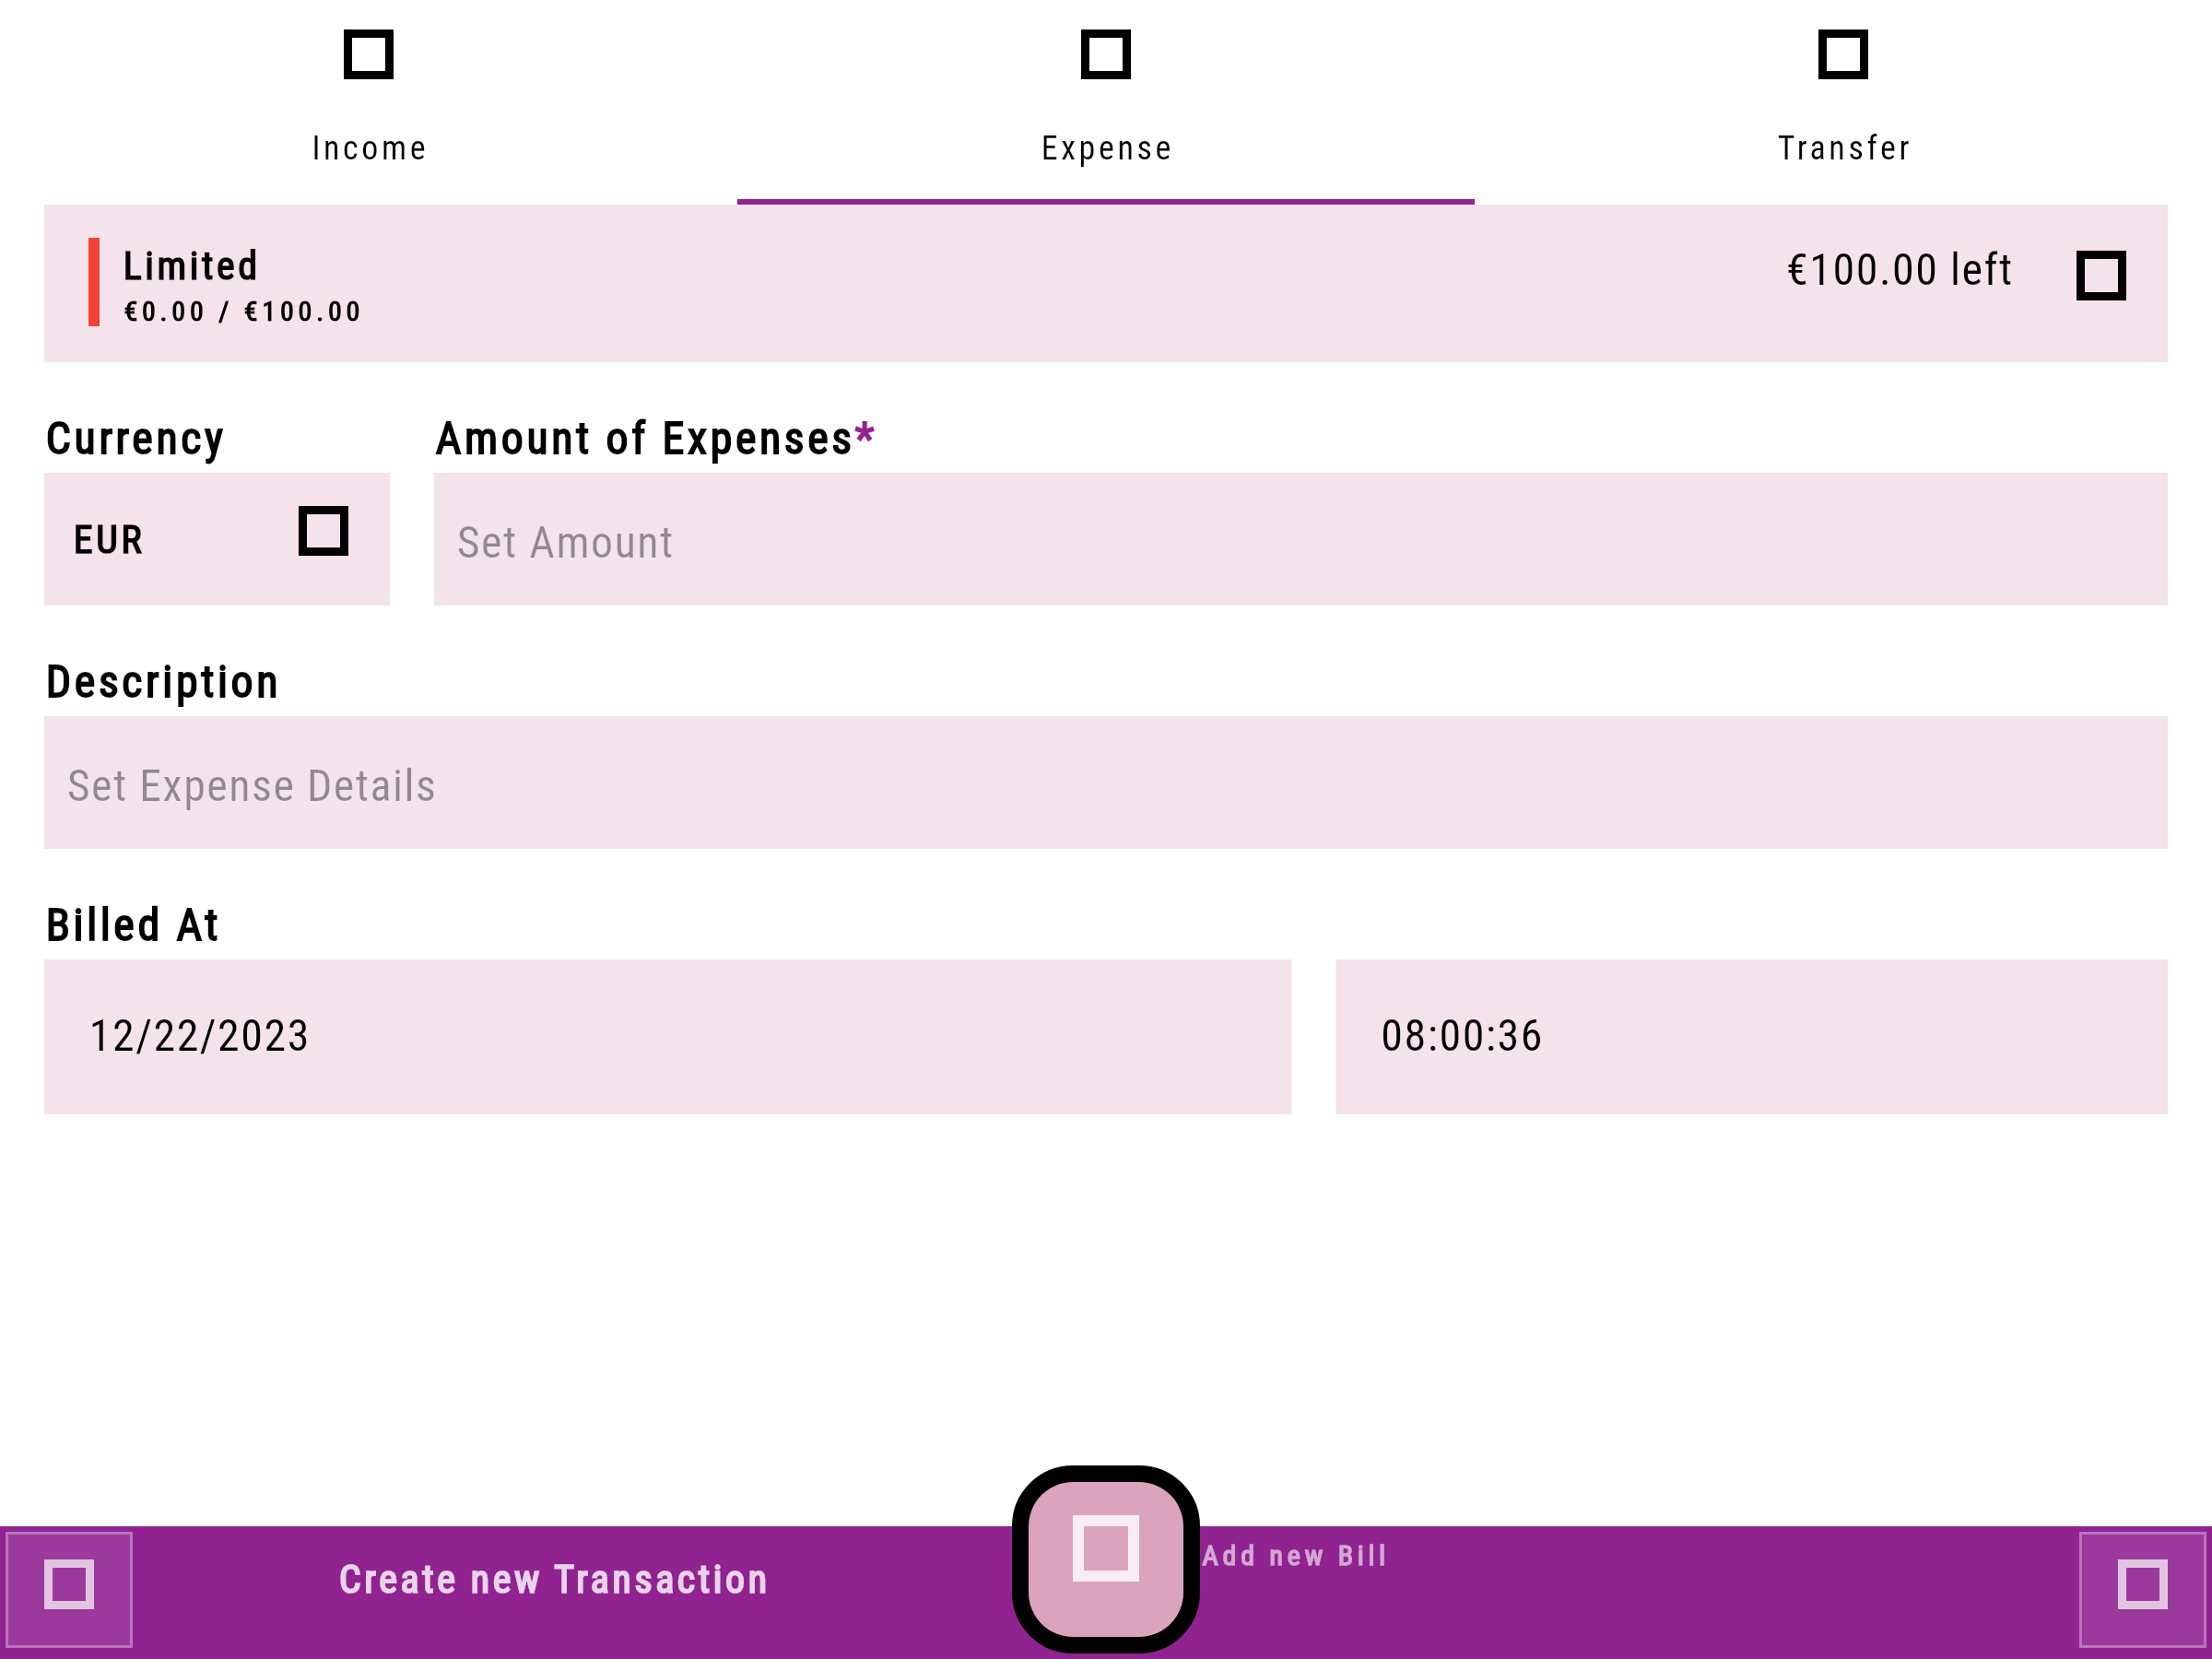 Income
Expense
Transfer
Limited
€0.00 / €100.00
€100.00 left
Currency
Amount of Expenses*
EUR
Set Amount
Description
Set Expense Details
Billed At
12/22/2023
08:00:36
Create new Transaction
Add new Bill